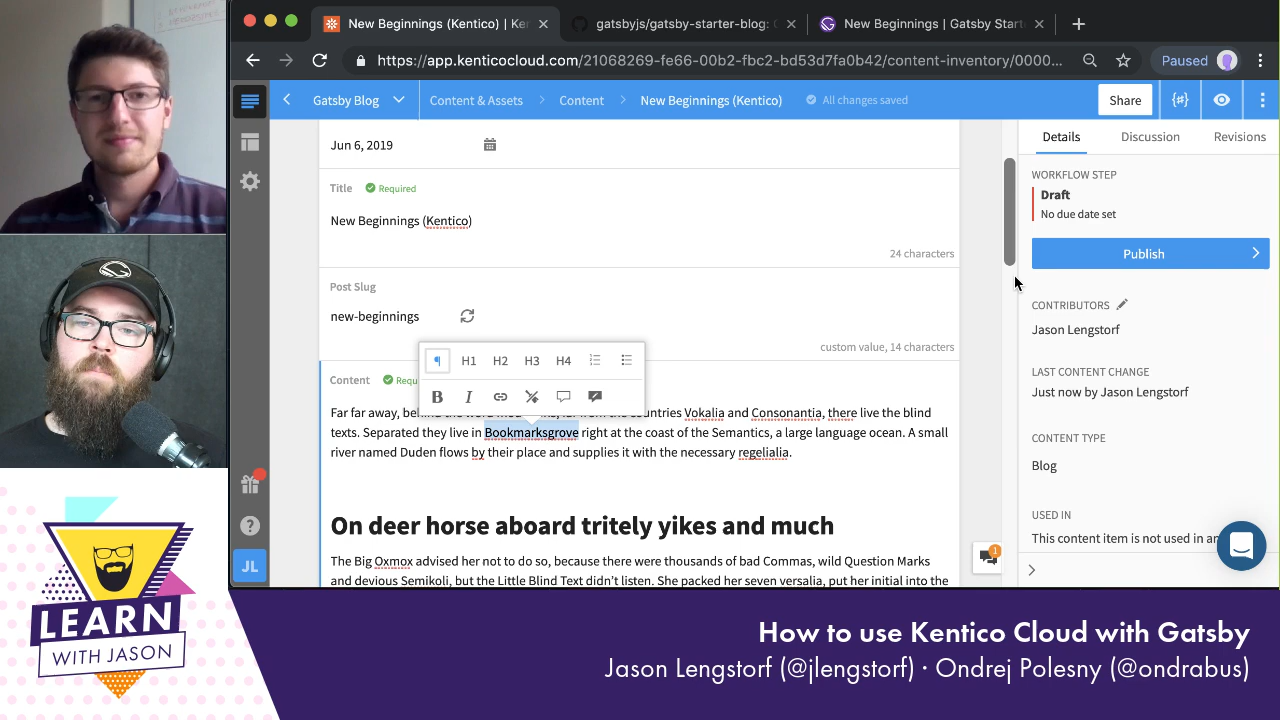 New Beginnings (Kentico) | Ke
gatsbyjs/gatsby-starter-blog:
New Beginnings | Gatsby Start
https://app.kenticocloud.com/21068269-fe66-00b2-fbc2-bd53d7fa0b42/content-inventory/0000...
Paused
Gatsby Blog
Content & Assets
Content
New Beginnings (Kentico)
All changes saved
Share
{#}
Jun 6, 2019
Title
Required
New Beginnings (Kentico)
24 characters
Post Slug
new-beginnings
custom value, 14 characters
¶ H1 H2 H3 H4
B I
Content
Far far away,
countries Vokalia and Consonantia, there live the blind
texts. Separated they live in Bookmarksgrove right at the coast of the Semantics, a large language ocean. A small
river named Duden flows by their place and supplies it with the necessary regelialia.
On deer horse aboard tritely yikes and much
The Big Oxmox advised her not to do so, because there were thousands of bad Commas, wild Question Marks
and devious Semikoli, but the Little Blind Text didn't listen. She packed her seven versalia, put her initial into the
Details
Discussion
Revisions
WORKFLOW STEP
Draft
No due date set
Publish
CONTRIBUTORS
Jason Lengstorf
LAST CONTENT CHANGE
Just now by Jason Lengstorf
CONTENT TYPE
Blog
USED IN
This content item is not used in
1
?
JL
LEARN
WITH JASON
How to use Kentico Cloud with Gatsby
Jason Lengstorf (@jlengstorf) · Ondrej Polesny (@ondrabus)